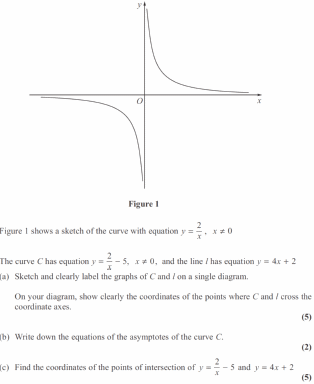 y
O
x
Figure 1
Figure 1 shows a sketch of the curve with equation y = 2/x , x ≠ 0
The curve C has equation y = 2/x − 5, x ≠ 0, and the line l has equation y = 4x + 2
(a) Sketch and clearly label the graphs of C and l on a single diagram.
On your diagram, show clearly the coordinates of the points where C and l cross the
coordinate axes.
(5)
(b) Write down the equations of the asymptotes of the curve C.
(2)
(c) Find the coordinates of the points of intersection of y = 2/x − 5 and y = 4x + 2
(5)